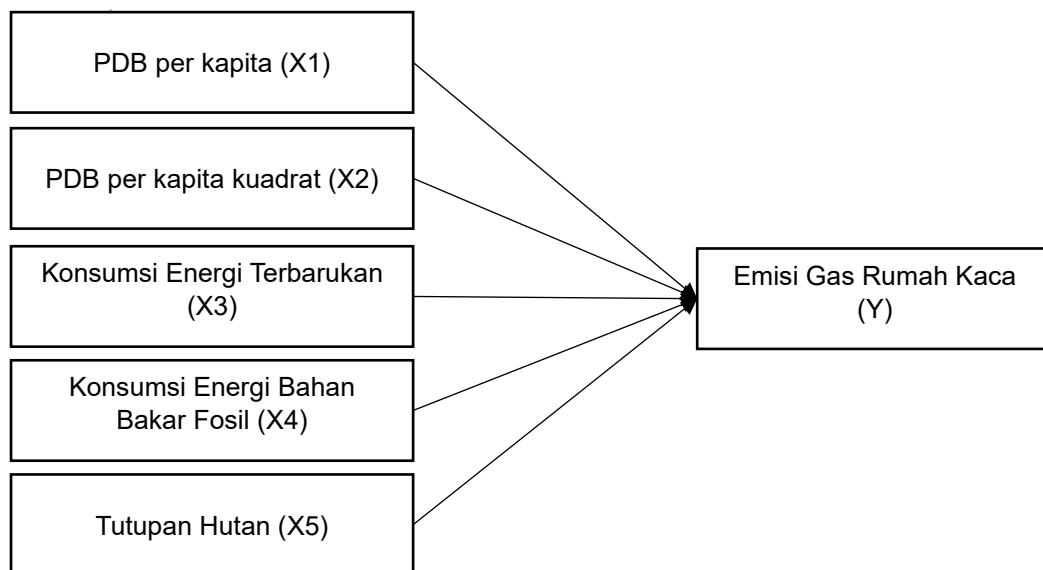 PDB per kapita (X1)
PDB per kapita kuadrat (X2)
Konsumsi Energi Terbarukan
(X3)
Konsumsi Energi Bahan
Bakar Fosil (X4)
Tutupan Hutan (X5)
Emisi Gas Rumah Kaca
(Y)